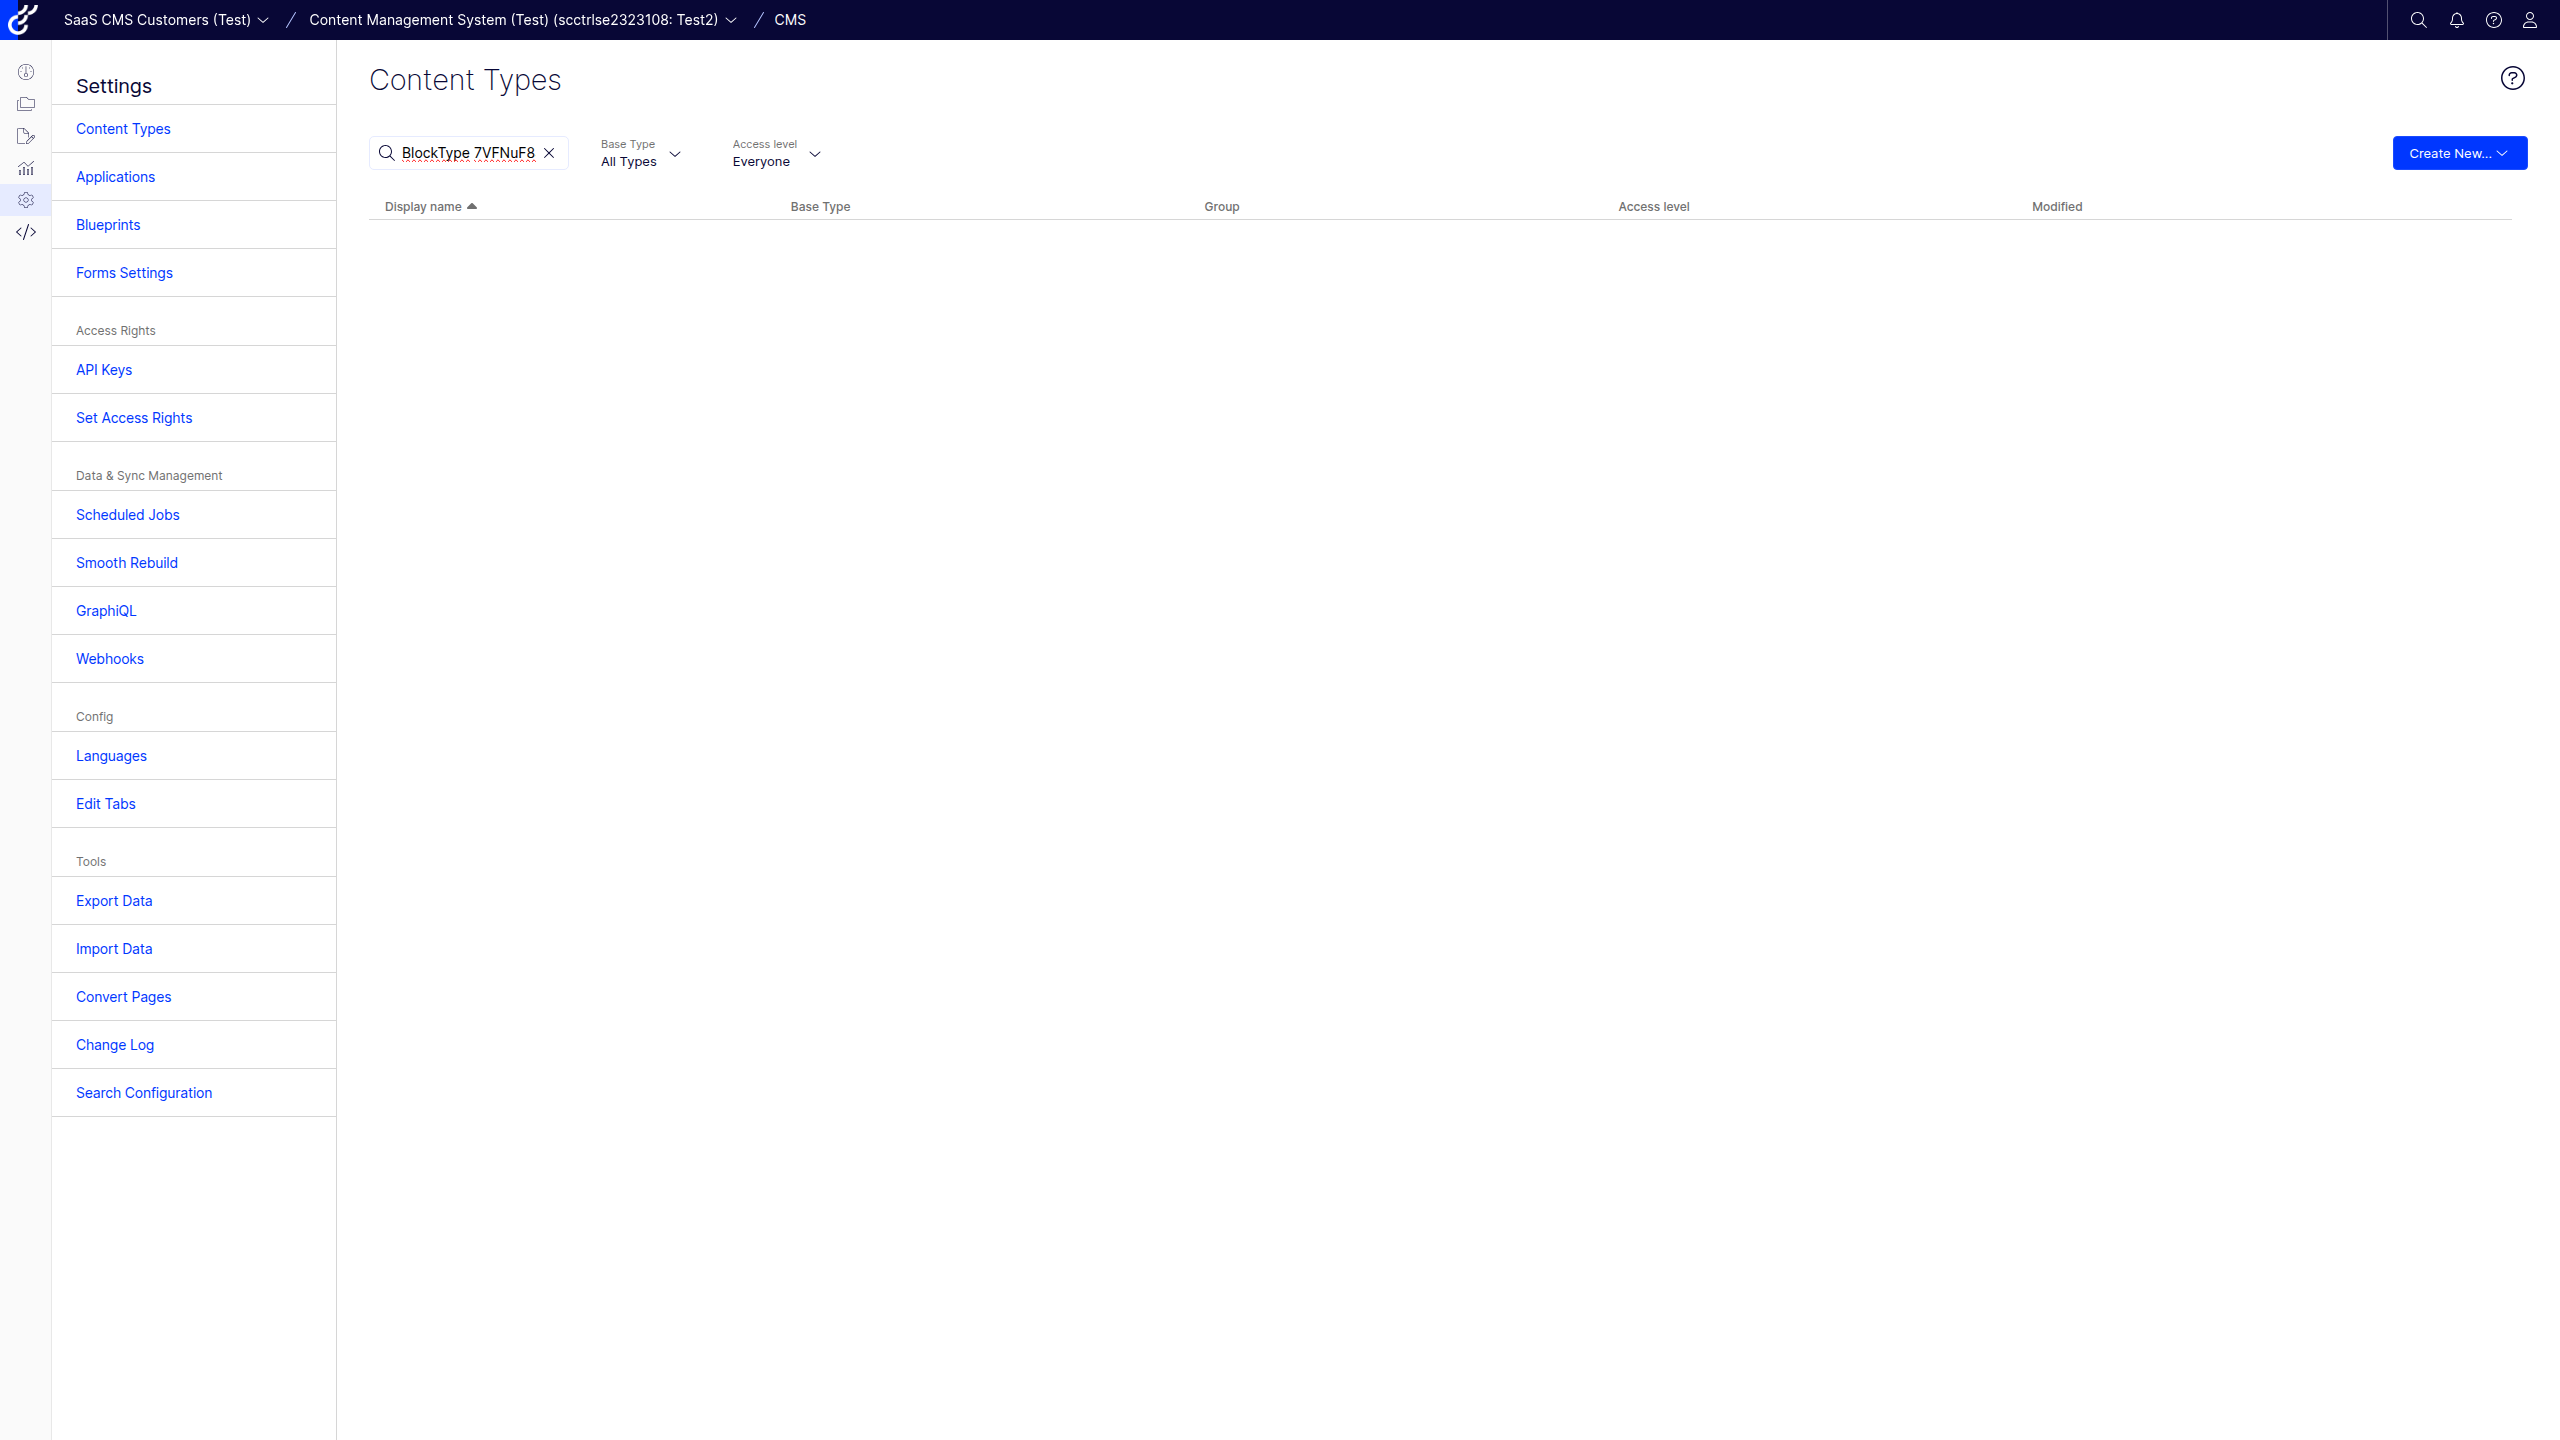 SaaS CMS Customers (Test) / Content Management System (Test) (scctrlse2323108: Test2) / CMS
Settings
Content Types
Applications
Blueprints
Forms Settings
Access Rights
API Keys
Set Access Rights
Data & Sync Management
Scheduled Jobs
Smooth Rebuild
GraphiQL
Webhooks
Config
Languages
Edit Tabs
Tools
Export Data
Import Data
Convert Pages
Change Log
Search Configuration
Content Types
BlockType 7VFNuF8
Base Type
All Types
Access level
Everyone
Create New...
Display name Base Type Group Access level Modified